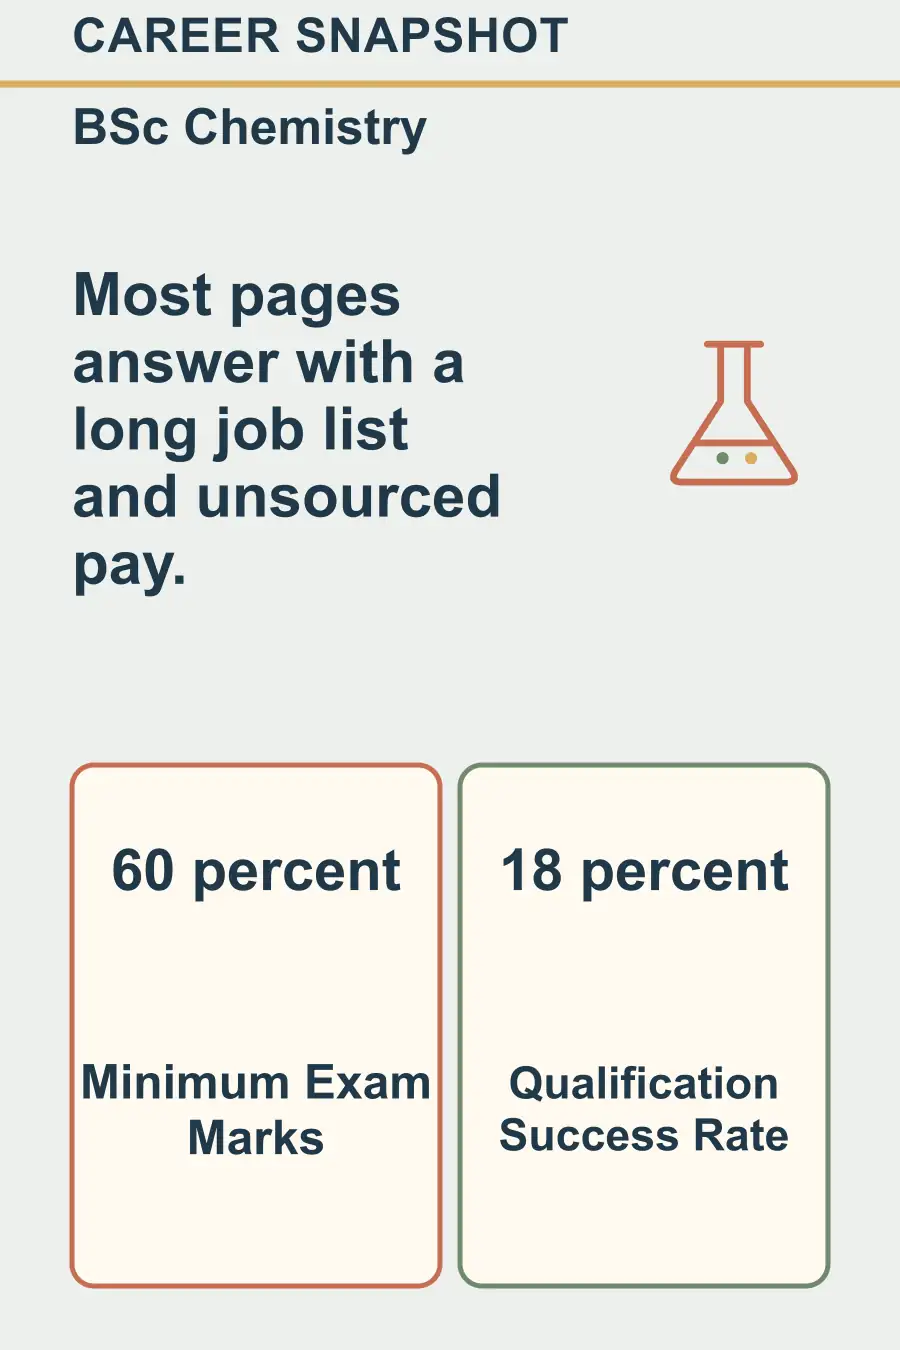 CAREER SNAPSHOT
BSc Chemistry
Most pages
answer with a
long job list
and unsourced
pay.
60 percent
Minimum Exam
Marks
18 percent
Qualification
Success Rate